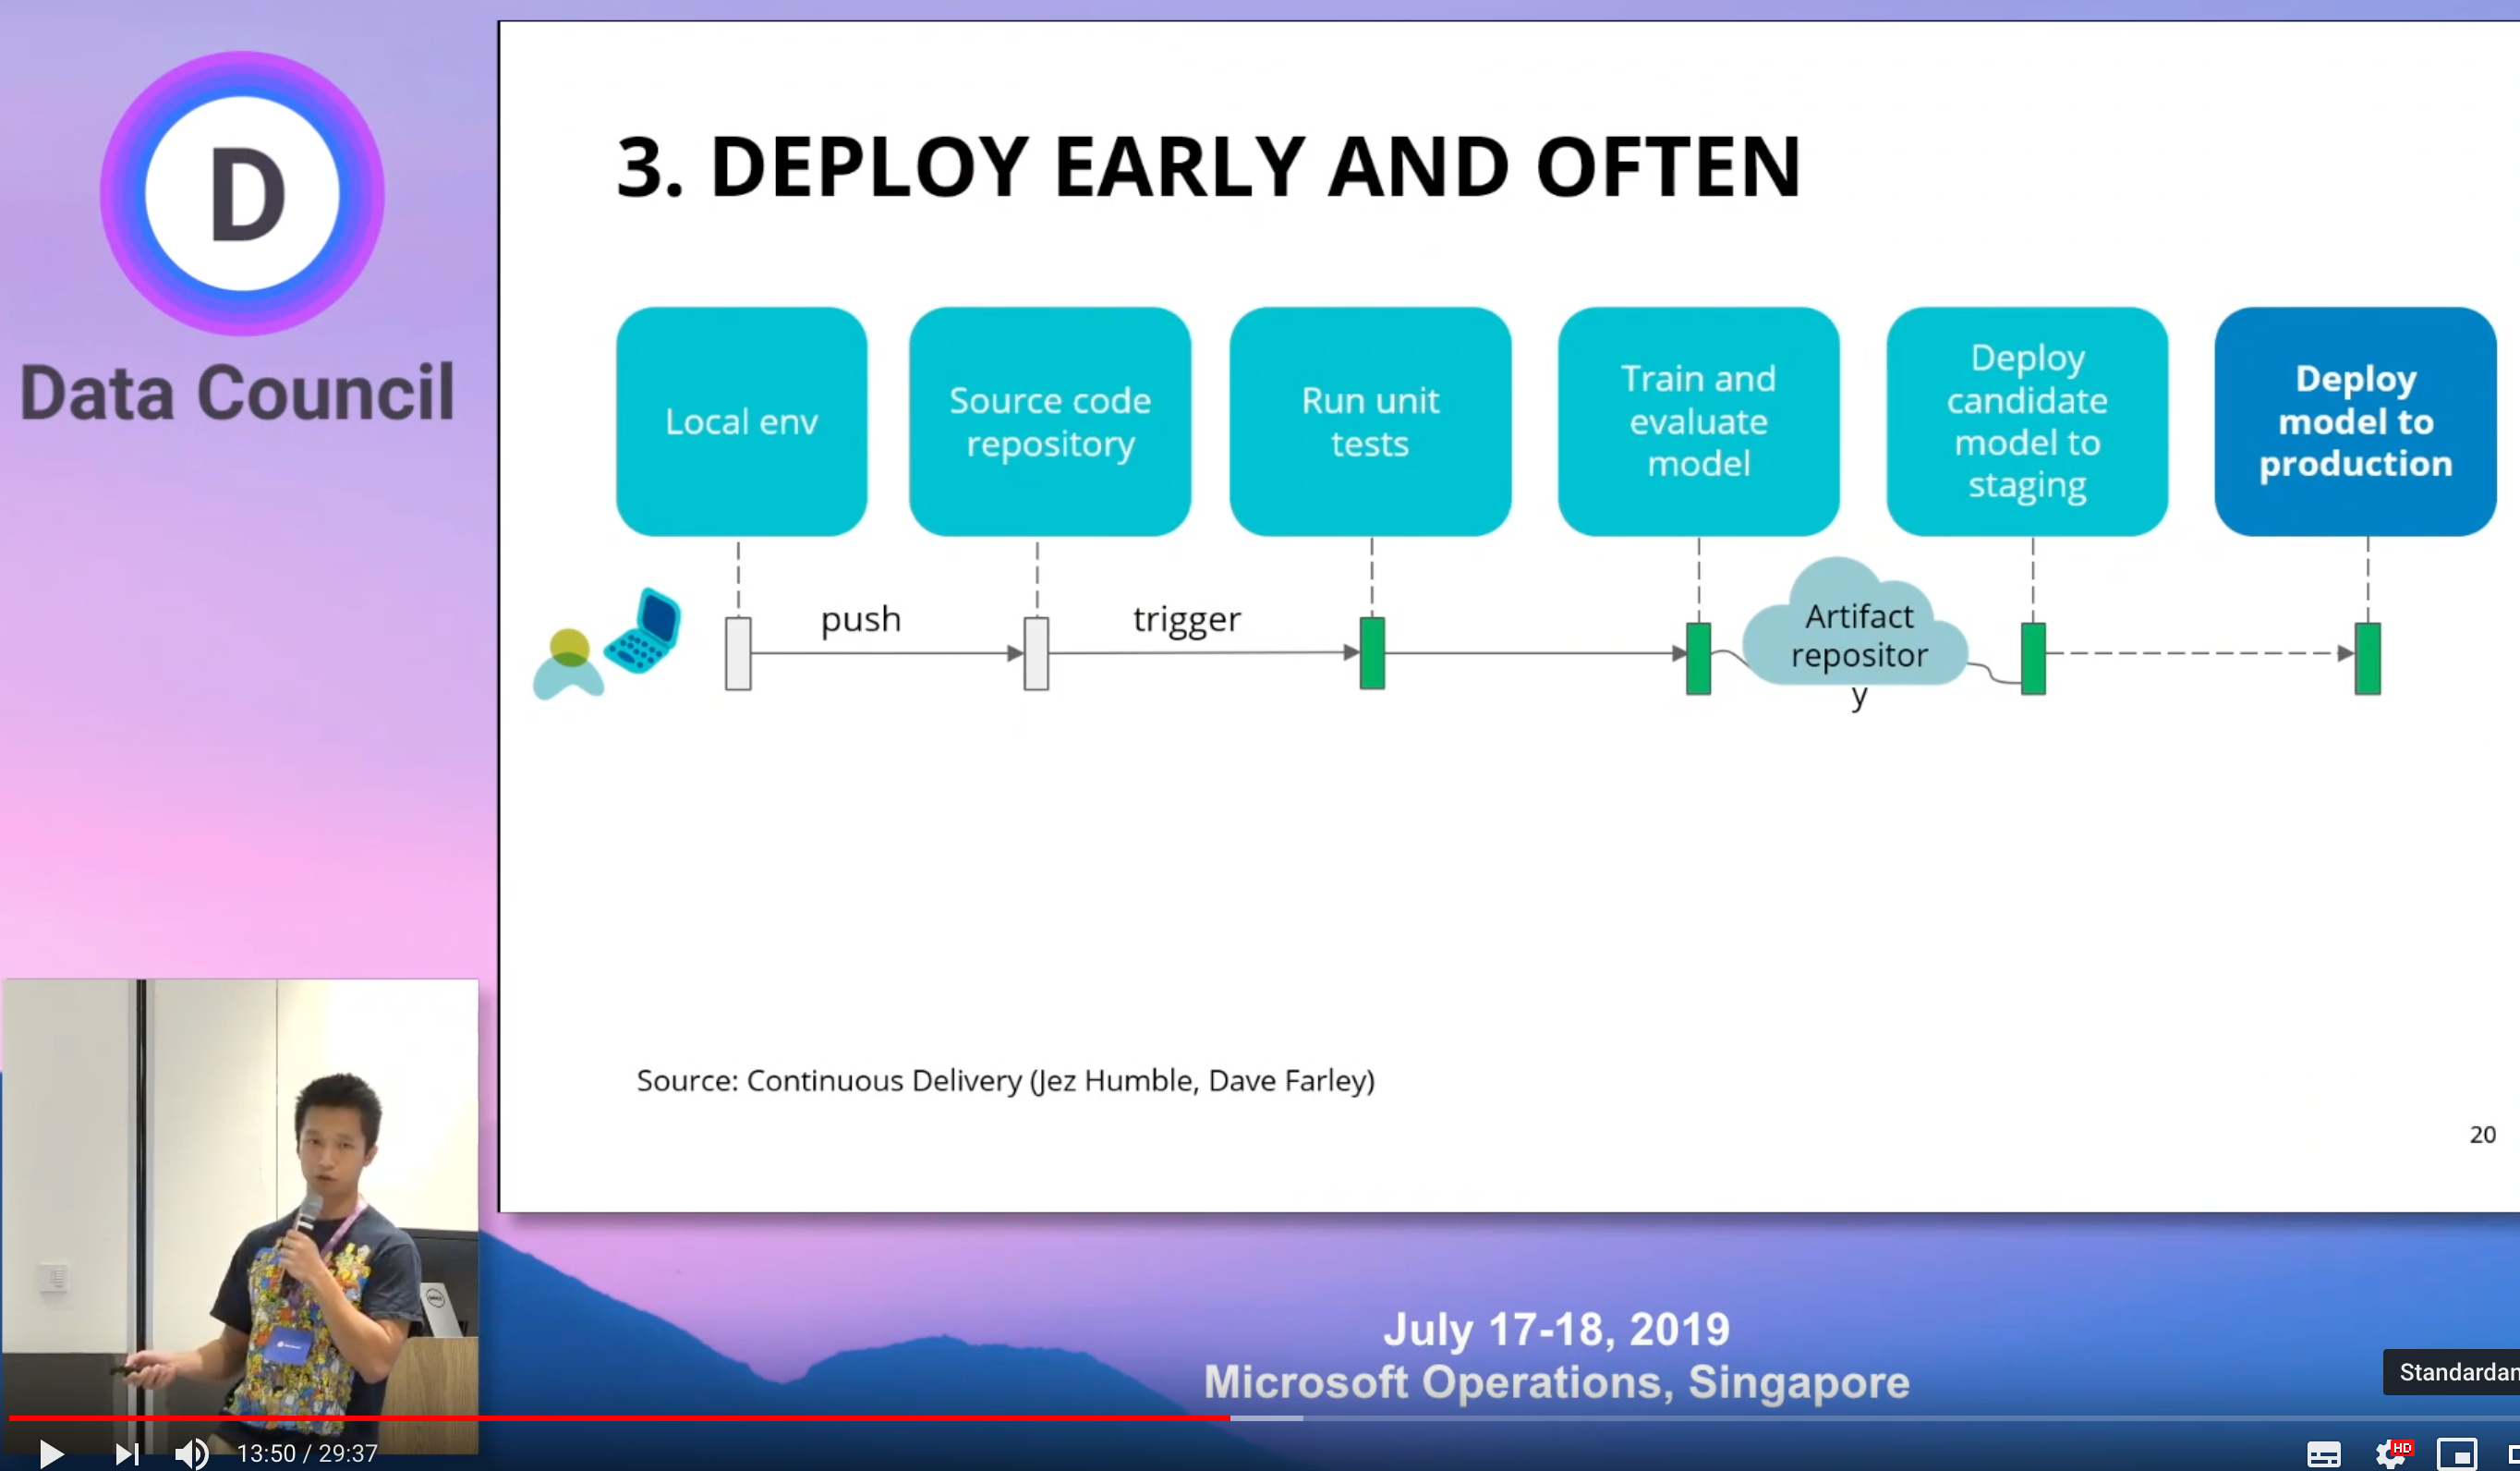 D
Data Council
3. DEPLOY EARLY AND OFTEN
Local env
Source code
repository
Run unit
tests
Train and
evaluate
model
Deploy
candidate
model to
staging
Deploy
model to
production
push
trigger
Artifact
repositor
y
Source: Continuous Delivery (Jez Humble, Dave Farley)
20
DELL
July 17-18, 2019
Microsoft Operations, Singapore
Standardan
13:50 / 29:37
HD